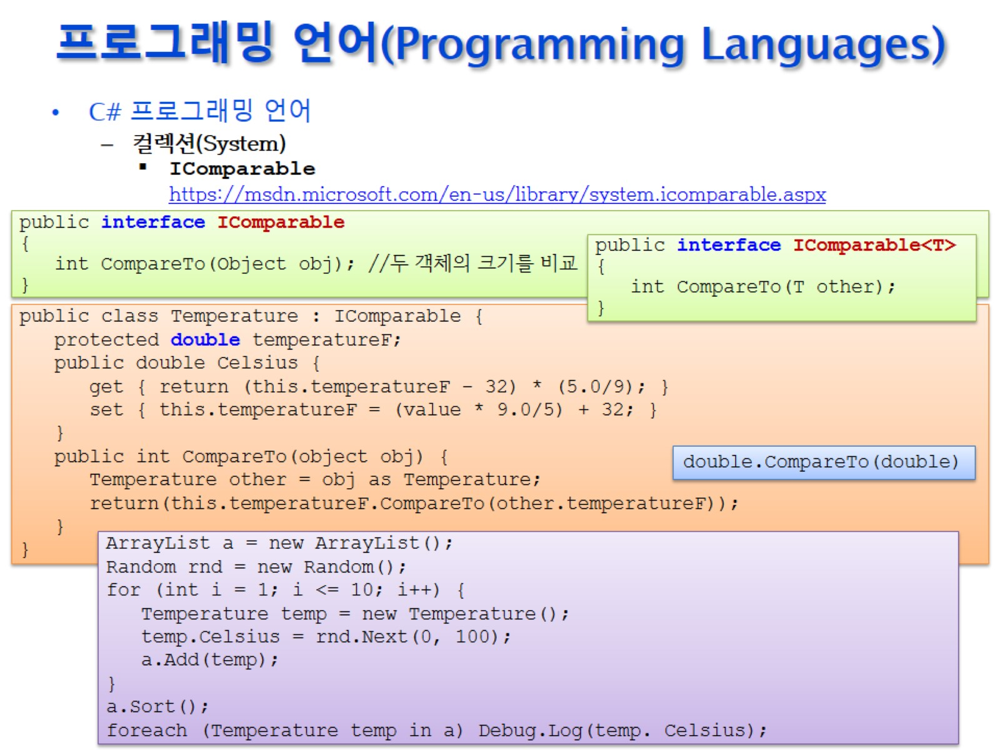 프로그래밍 언어(Programming Languages)
• C# 프로그래밍 언어
– 컬렉션(System)
▪ IComparable
https://msdn.microsoft.com/en-us/library/system.icomparable.aspx
public interface IComparable
{
int CompareTo(Object obj); //두 객체의 크기를 비교
}
public interface IComparable<T>
{
int CompareTo(T other);
}
public class Temperature : IComparable {
protected double temperatureF;
public double Celsius {
get { return (this.temperatureF - 32) * (5.0/9); }
set { this.temperatureF = (value * 9.0/5) + 32; }
}
public int CompareTo(object obj) {
Temperature other = obj as Temperature;
return(this.temperatureF.CompareTo(other.temperatureF));
}
}
double.CompareTo(double)
ArrayList a = new ArrayList();
Random rnd = new Random();
for (int i = 1; i <= 10; i++) {
Temperature temp = new Temperature();
temp.Celsius = rnd.Next(0, 100);
a.Add(temp);
}
a.Sort();
foreach (Temperature temp in a) Debug.Log(temp. Celsius);